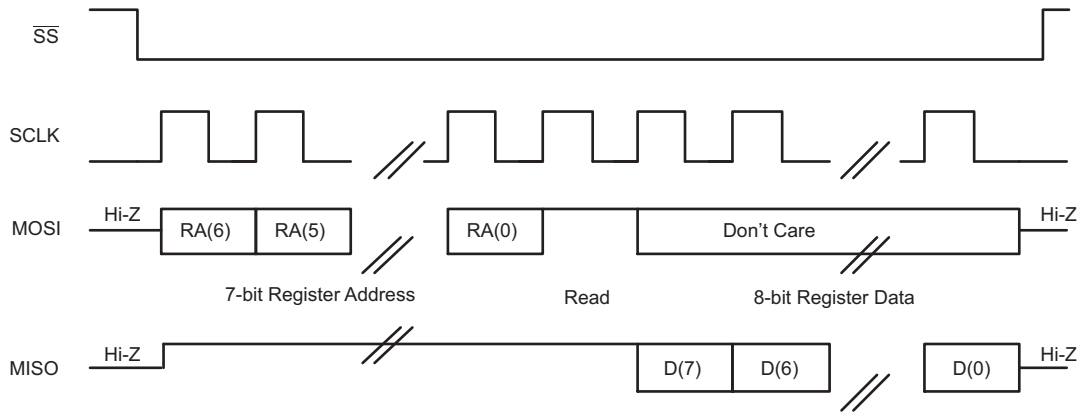 SS
SCLK
MOSI Hi-Z RA(6) RA(5) RA(0) Don't Care Hi-Z
7-bit Register Address Read 8-bit Register Data
MISO Hi-Z D(7) D(6) D(0) Hi-Z